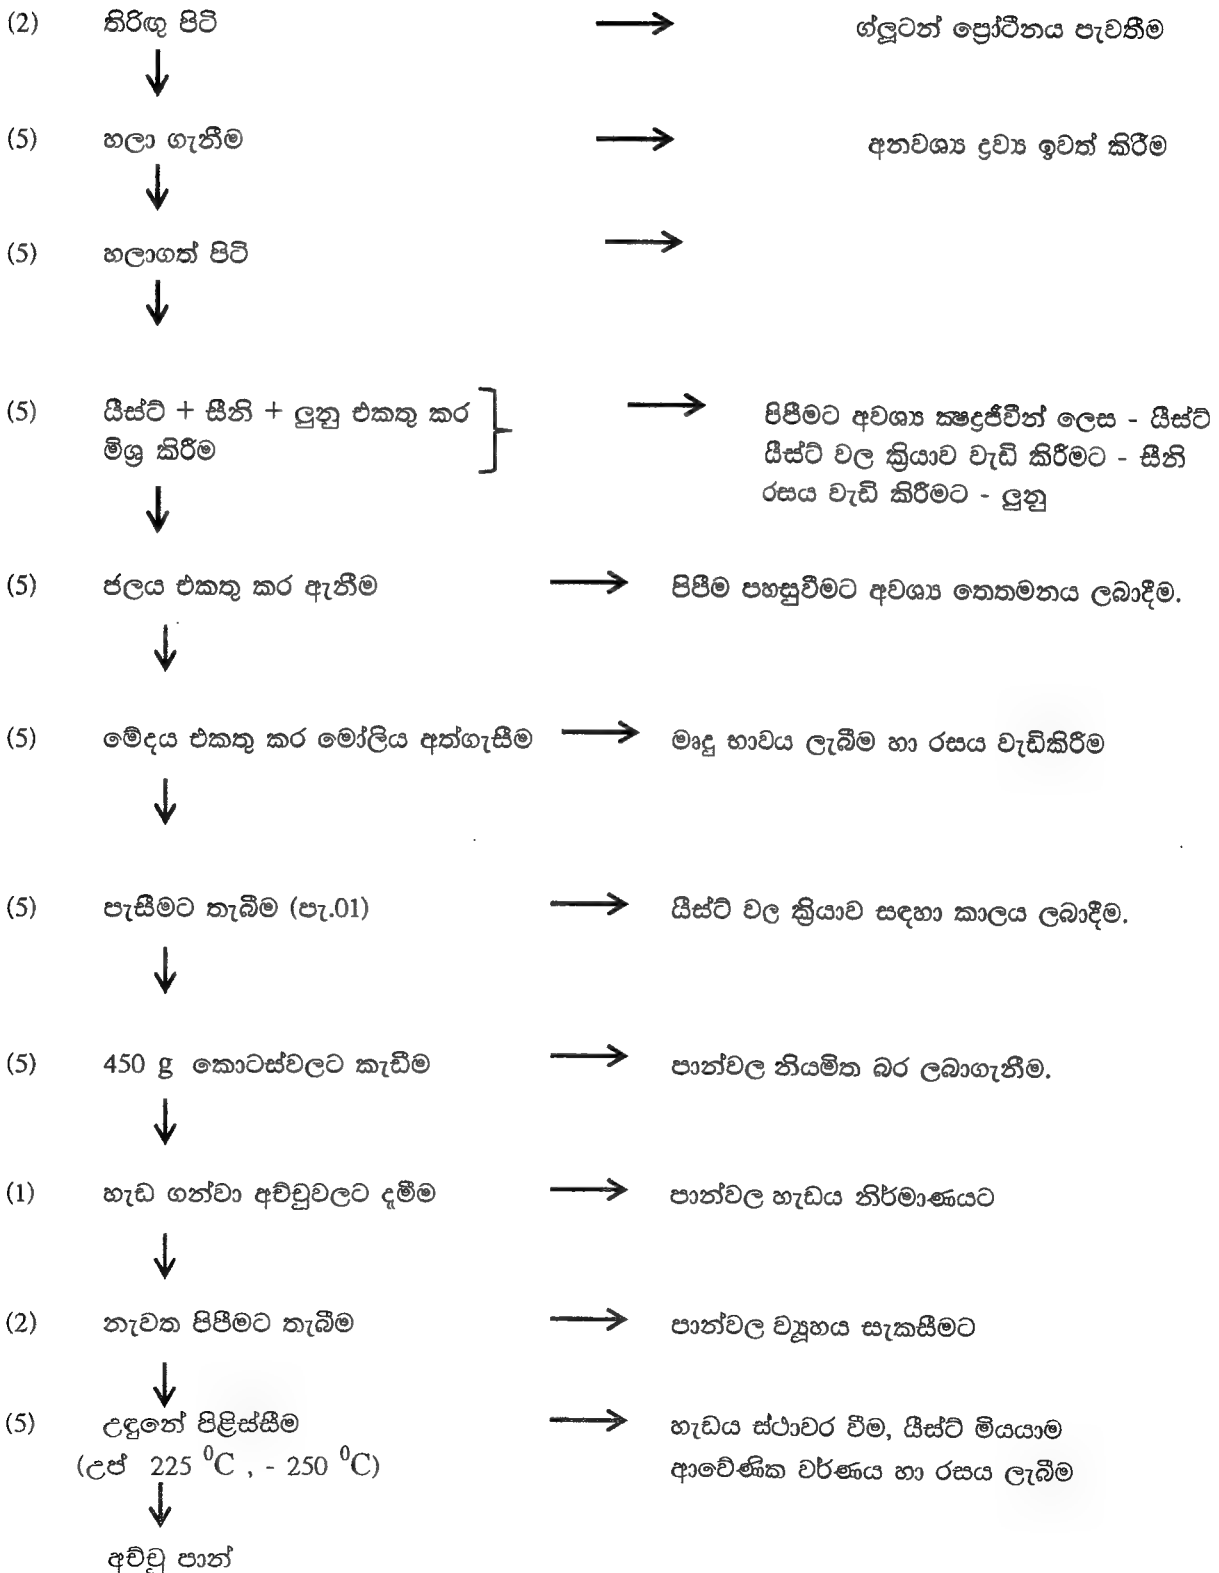 (2) තිරිඟු පිටි → ග්ලූටන් ප්‍රෝටීනය පැවතීම
(5) හලා ගැනීම → අනවශ්‍ය ද්‍රව්‍ය ඉවත් කිරීම
(5) හලාගත් පිටි →
(5) යීස්ට් + සීනි + ලුනු එකතු කර → පිපීමට අවශ්‍ය ක්‍ෂද්‍රජීවීන් ලෙස - යීස්ට්
මිශ්‍ර කිරීම යීස්ට් වල ක්‍රියාව වැඩි කිරීමට - සීනි
රසය වැඩි කිරීමට - ලුනු
(5) ජලය එකතු කර ඇනීම → පිපීම පහසුවීමට අවශ්‍ය තෙතමනය ලබාදීම.
(5) මේදය එකතු කර මෝලිය අත්ගැසීම → මෘදු භාවය ලැබීම හා රසය වැඩිකිරීම
(5) පැසීමට තැබීම (පැ.01) → යීස්ට් වල ක්‍රියාව සඳහා කාලය ලබාදීම.
(5) 450 g කොටස්වලට කැඩීම → පාන්වල නියමිත බර ලබාගැනීම.
(1) හැඩ ගන්වා අච්චුවලට දැමීම → පාන්වල හැඩය නිර්මාණයට
(2) නැවත පිපීමට තැබීම → පාන්වල ව්‍යූහය සැකසීමට
(5) උඳුනේ පිළිස්සීම → හැඩය ස්ථාවර වීම, යීස්ට් මියයාම
(උප් 225 ⁰C , - 250 ⁰C) ආවේණික වර්ණය හා රසය ලැබීම
අච්චු පාන්